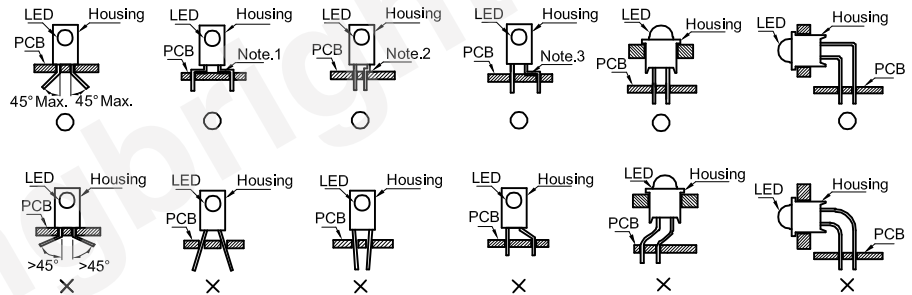 LED Housing
PCB
45° Max. 45° Max.
LED Housing
PCB Note.1
LED Housing
PCB Note.2
LED Housing
PCB Note.3
LED Housing
PCB
LED Housing
PCB
LED Housing
PCB
>45° >45°
LED Housing
PCB
LED Housing
PCB
LED Housing
PCB
LED Housing
PCB
LED Housing
PCB